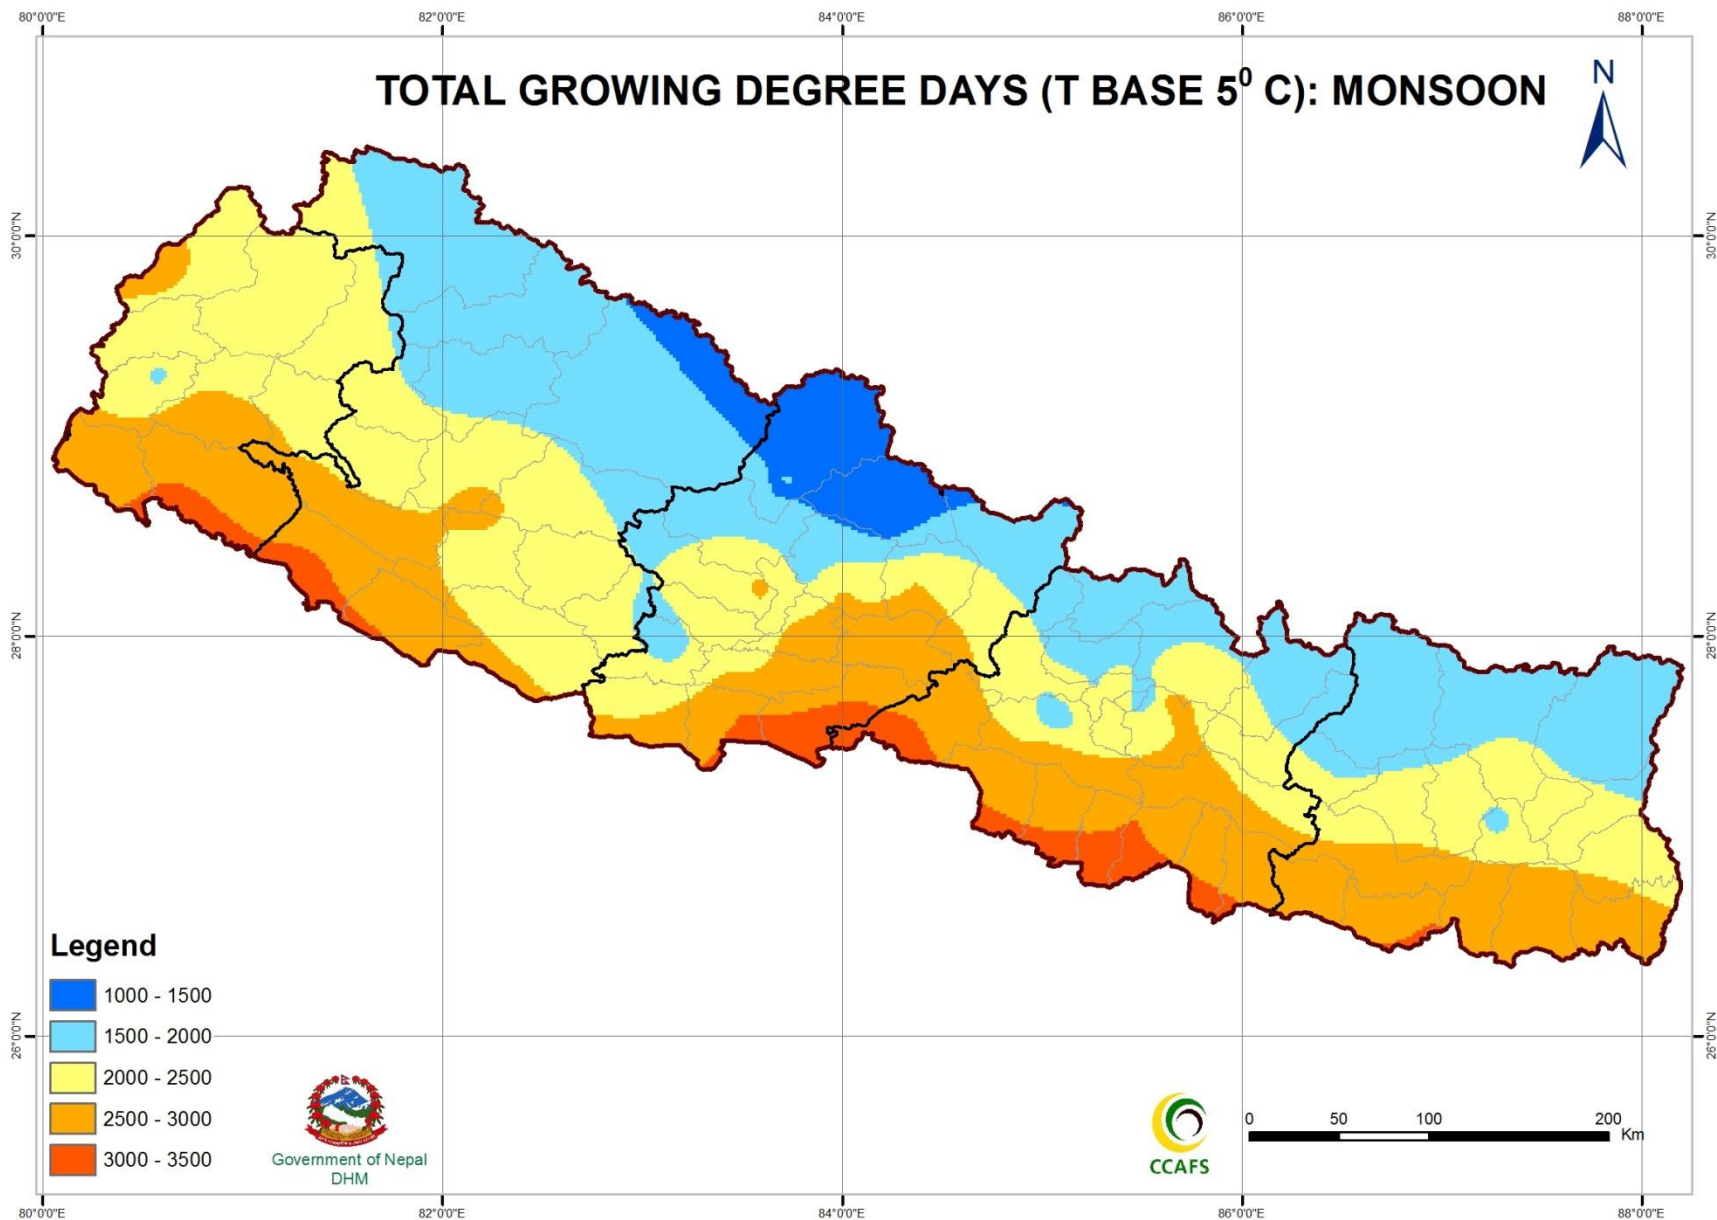 80°0'0"E 82°0'0"E 84°0'0"E 86°0'0"E 88°0'0"E
TOTAL GROWING DEGREE DAYS (T BASE 5⁰ C): MONSOON
N
30°0'0"N 30°0'0"N
28°0'0"N 28°0'0"N
26°0'0"N 26°0'0"N
Legend
1000 - 1500
1500 - 2000
2000 - 2500
2500 - 3000
3000 - 3500
Government of Nepal
DHM
CCAFS
0 50 100 200
Km
80°0'0"E 82°0'0"E 84°0'0"E 86°0'0"E 88°0'0"E